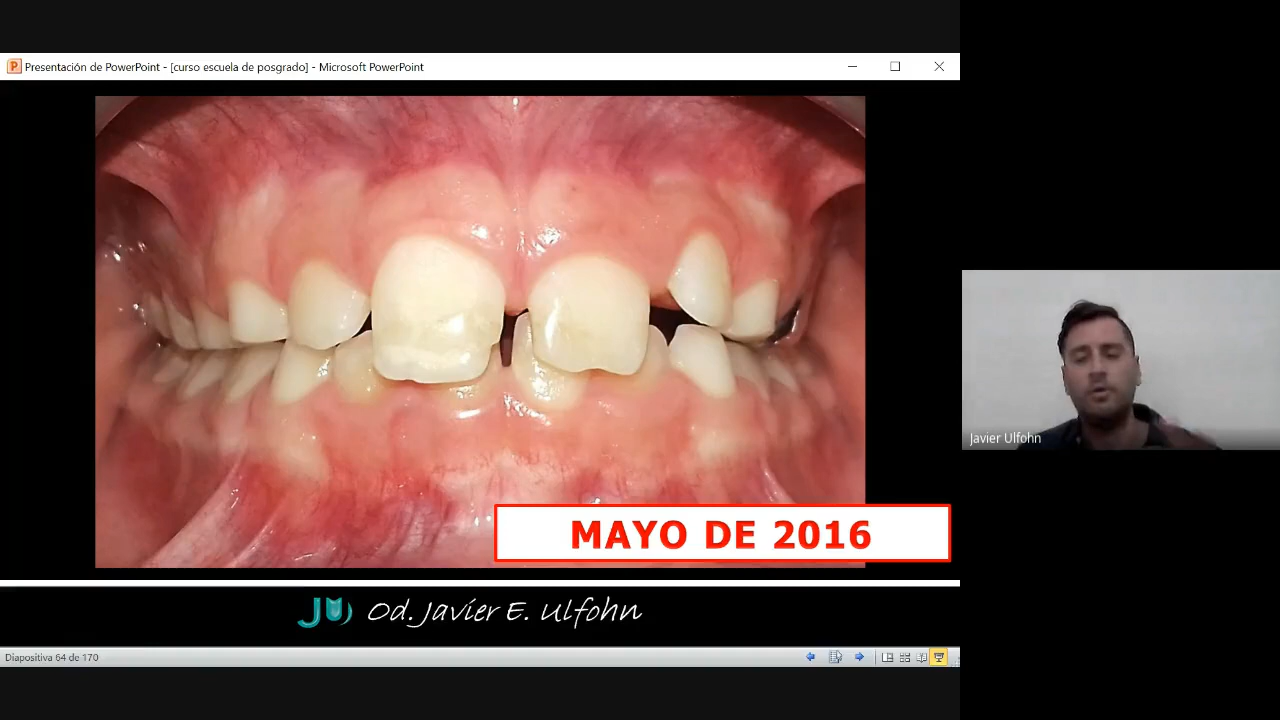 Presentación de PowerPoint - [curso escuela de posgrado] - Microsoft PowerPoint
MAYO DE 2016
Javier Ulfohn
JU Od. Javier E. Ulfohn
Diapositiva 64 de 170